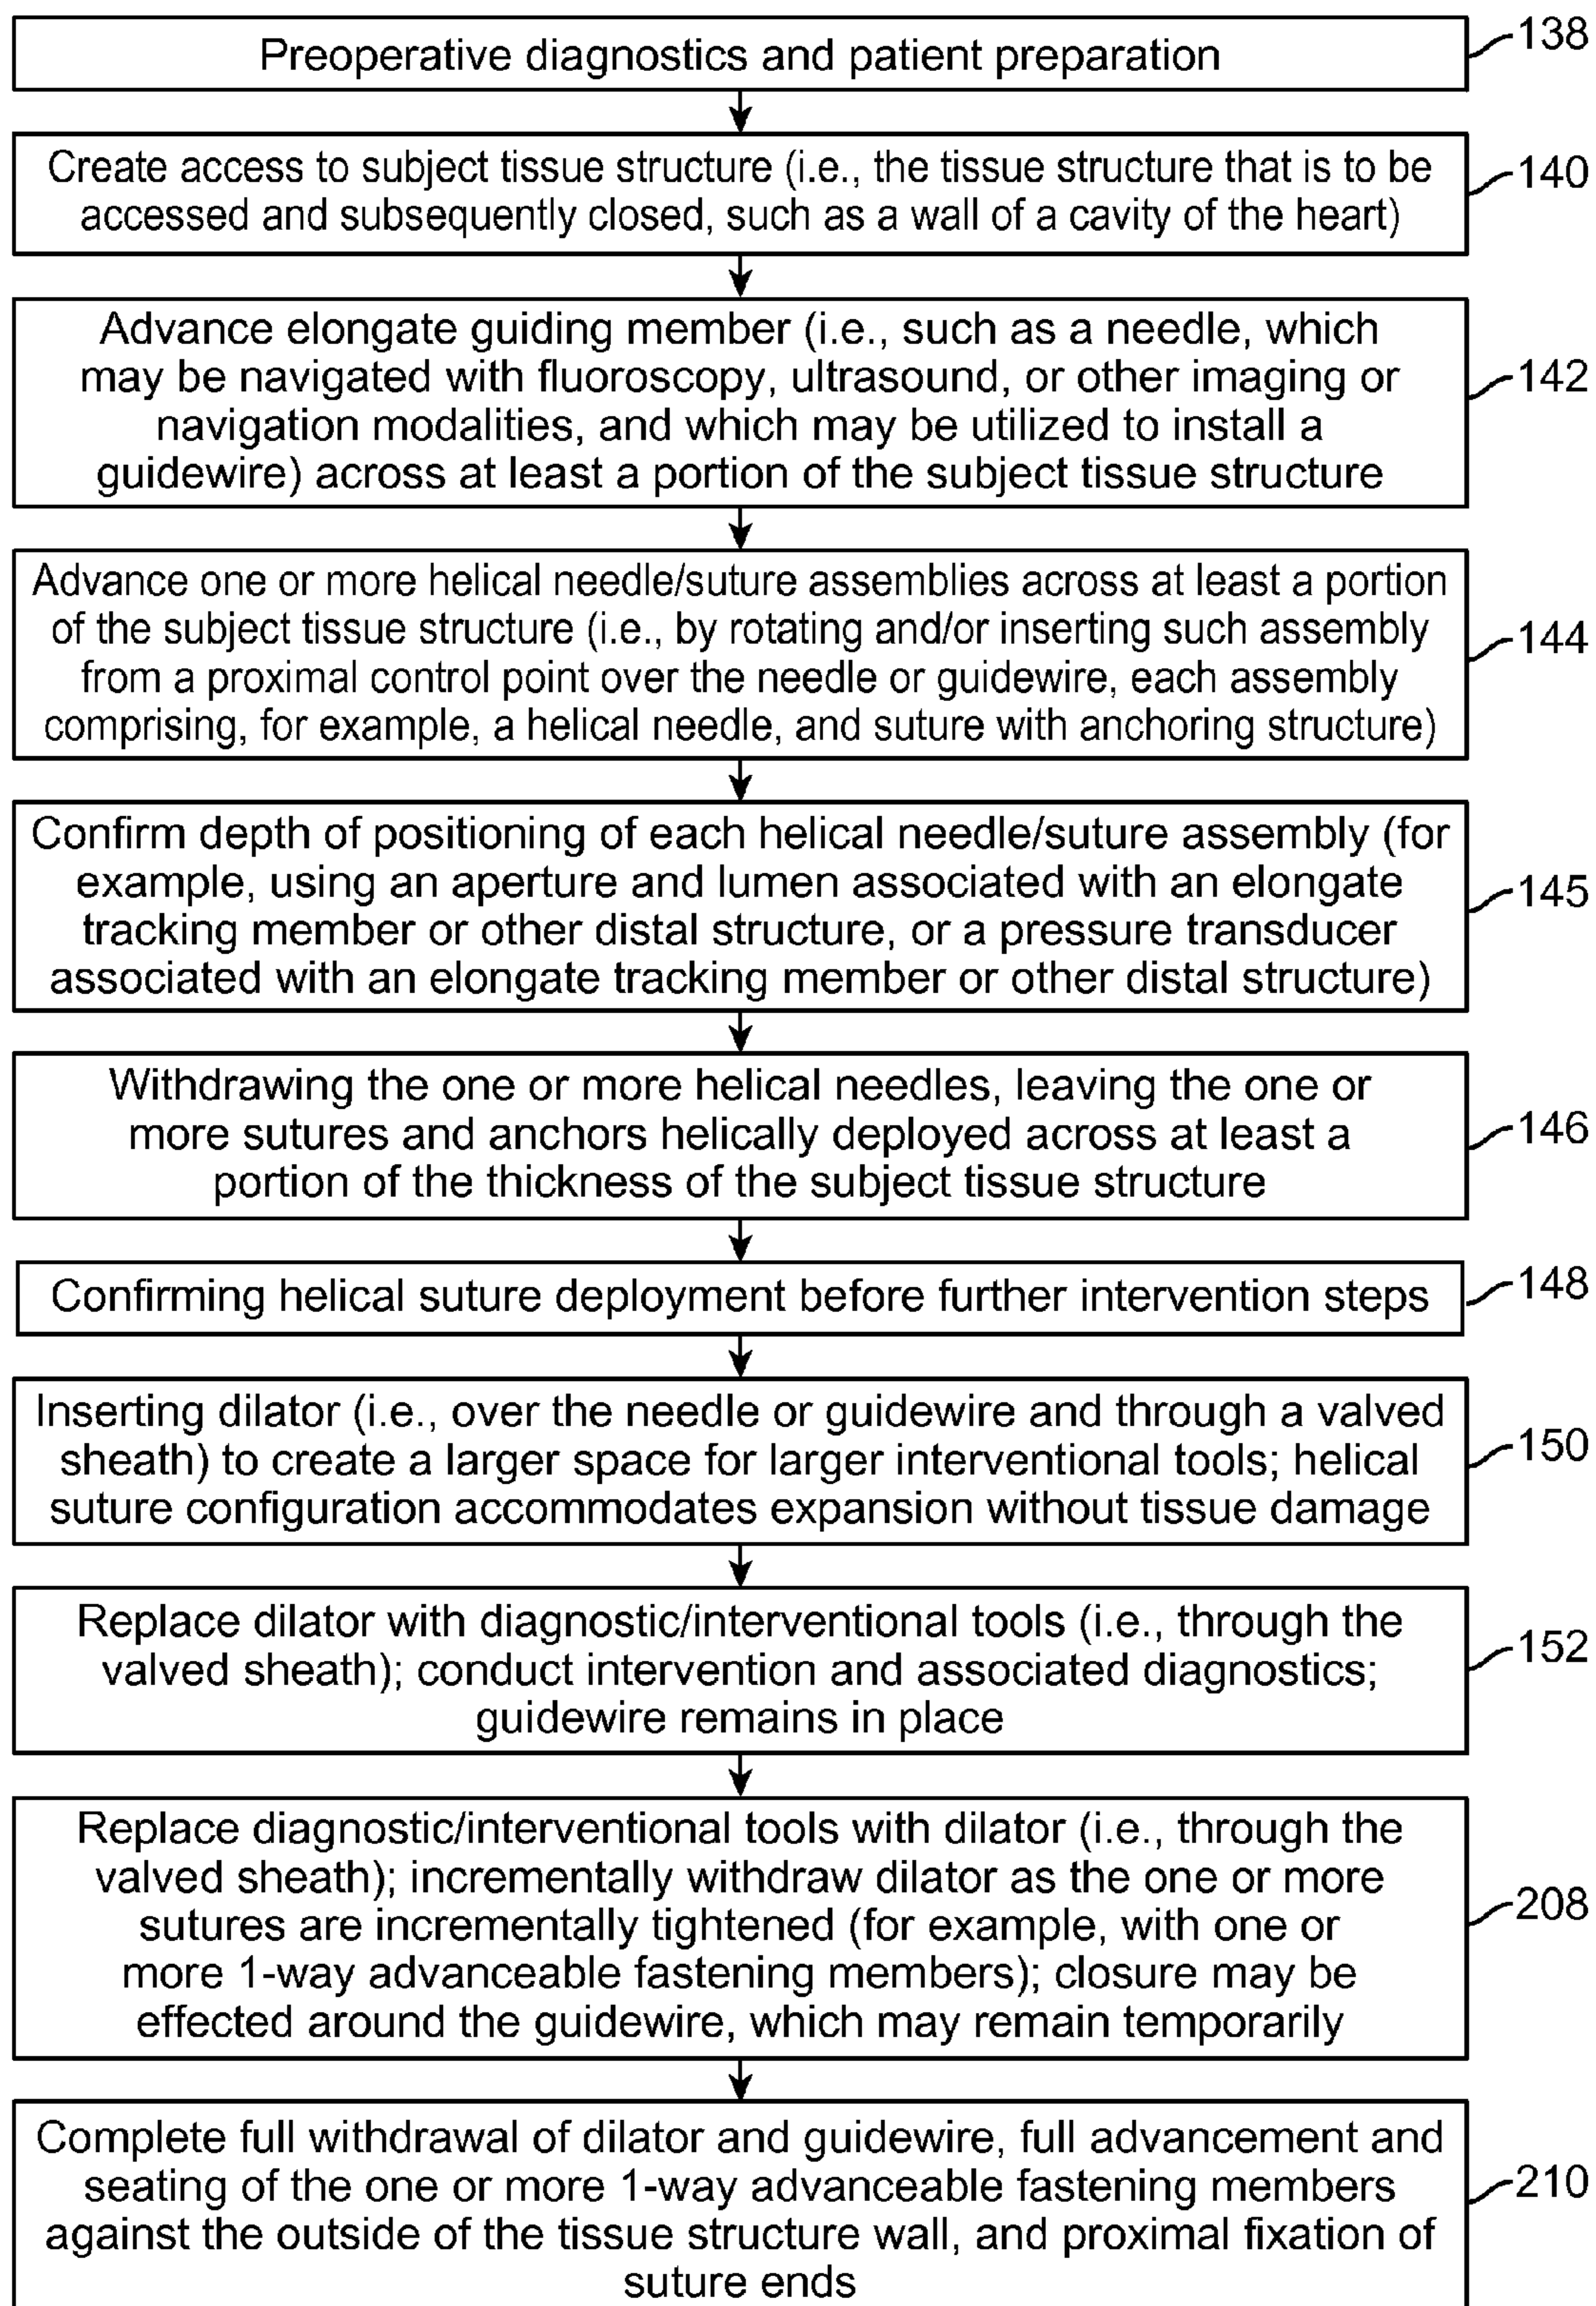 Preoperative diagnostics and patient preparation
138
Create access to subject tissue structure (i.e., the tissue structure that is to be
accessed and subsequently closed, such as a wall of a cavity of the heart)
140
Advance elongate guiding member (i.e., such as a needle, which
may be navigated with fluoroscopy, ultrasound, or other imaging or
navigation modalities, and which may be utilized to install a
guidewire) across at least a portion of the subject tissue structure
142
Advance one or more helical needle/suture assemblies across at least a portion
of the subject tissue structure (i.e., by rotating and/or inserting such assembly
from a proximal control point over the needle or guidewire, each assembly
comprising, for example, a helical needle, and suture with anchoring structure)
144
Confirm depth of positioning of each helical needle/suture assembly (for
example, using an aperture and lumen associated with an elongate
tracking member or other distal structure, or a pressure transducer
associated with an elongate tracking member or other distal structure)
145
Withdrawing the one or more helical needles, leaving the one or
more sutures and anchors helically deployed across at least a
portion of the thickness of the subject tissue structure
146
Confirming helical suture deployment before further intervention steps
148
Inserting dilator (i.e., over the needle or guidewire and through a valved
sheath) to create a larger space for larger interventional tools; helical
suture configuration accommodates expansion without tissue damage
150
Replace dilator with diagnostic/interventional tools (i.e., through the
valved sheath); conduct intervention and associated diagnostics;
guidewire remains in place
152
Replace diagnostic/interventional tools with dilator (i.e., through the
valved sheath); incrementally withdraw dilator as the one or more
sutures are incrementally tightened (for example, with one or
more 1-way advanceable fastening members); closure may be
effected around the guidewire, which may remain temporarily
208
Complete full withdrawal of dilator and guidewire, full advancement and
seating of the one or more 1-way advanceable fastening members
against the outside of the tissue structure wall, and proximal fixation of
suture ends
210